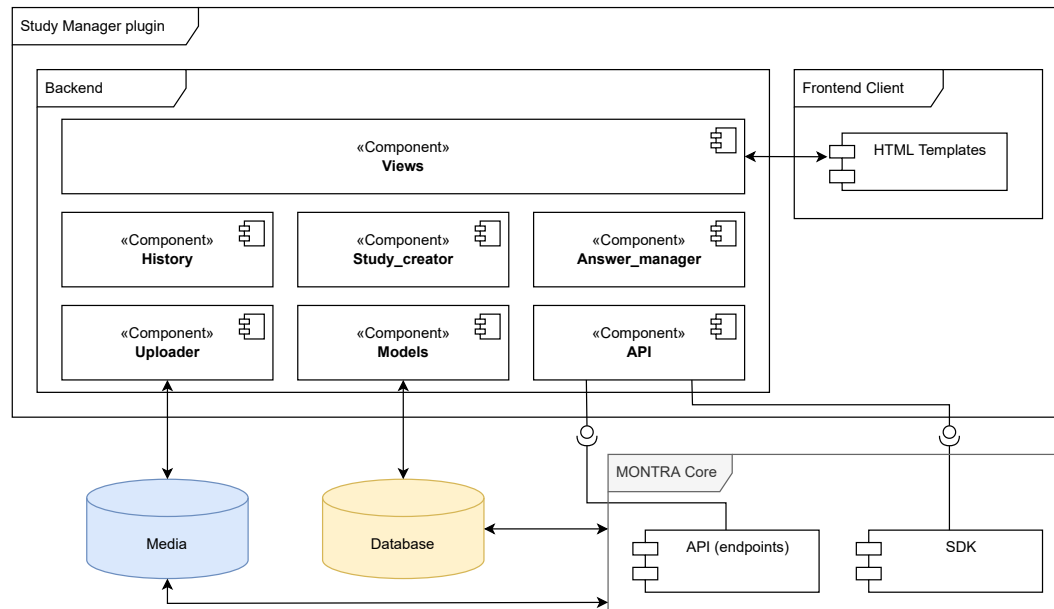 Study Manager plugin
Backend
Frontend Client
«Component»
Views
HTML Templates
«Component»
History
«Component»
Study_creator
«Component»
Answer_manager
«Component»
Uploader
«Component»
Models
«Component»
API
MONTRA Core
Media
Database
API (endpoints)
SDK